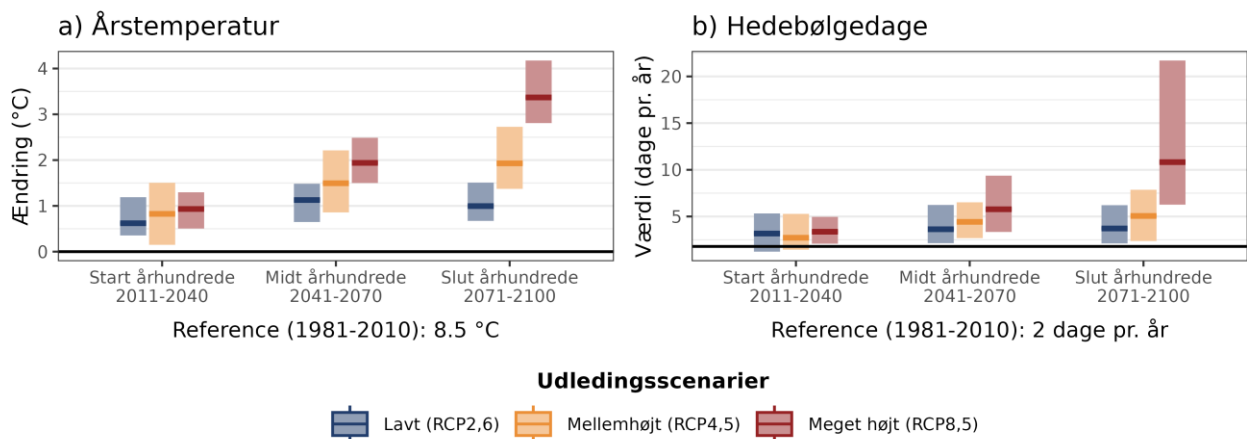 a) Årstemperatur
Ændring (°C)
4
3
2
1
0
Start århundrede
2011-2040
Midt århundrede
2041-2070
Slut århundrede
2071-2100
Reference (1981-2010): 8.5 °C
b) Hedebølgedage
Værdi (dage pr. år)
20
15
10
5
Start århundrede
2011-2040
Midt århundrede
2041-2070
Slut århundrede
2071-2100
Reference (1981-2010): 2 dage pr. år
Udledingsscenarier
Lavt (RCP2,6)
Mellemhøjt (RCP4,5)
Meget højt (RCP8,5)